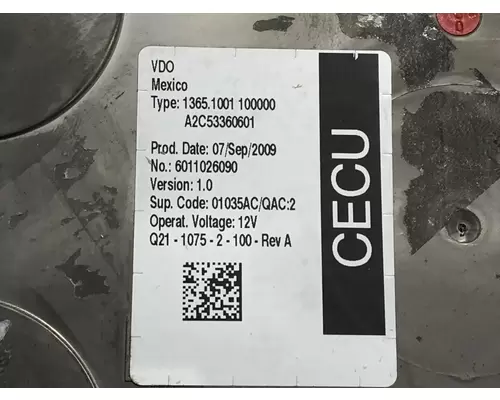 VDO
Mexico
Type: 1365.1001 100000
A2C53360601
Prod. Date: 07/Sep/2009
No.: 6011026090
Version: 1.0
Sup. Code: 01035AC/QAC:2
Operat. Voltage: 12V
Q21 - 1075 - 2 - 100 - Rev A
CECU